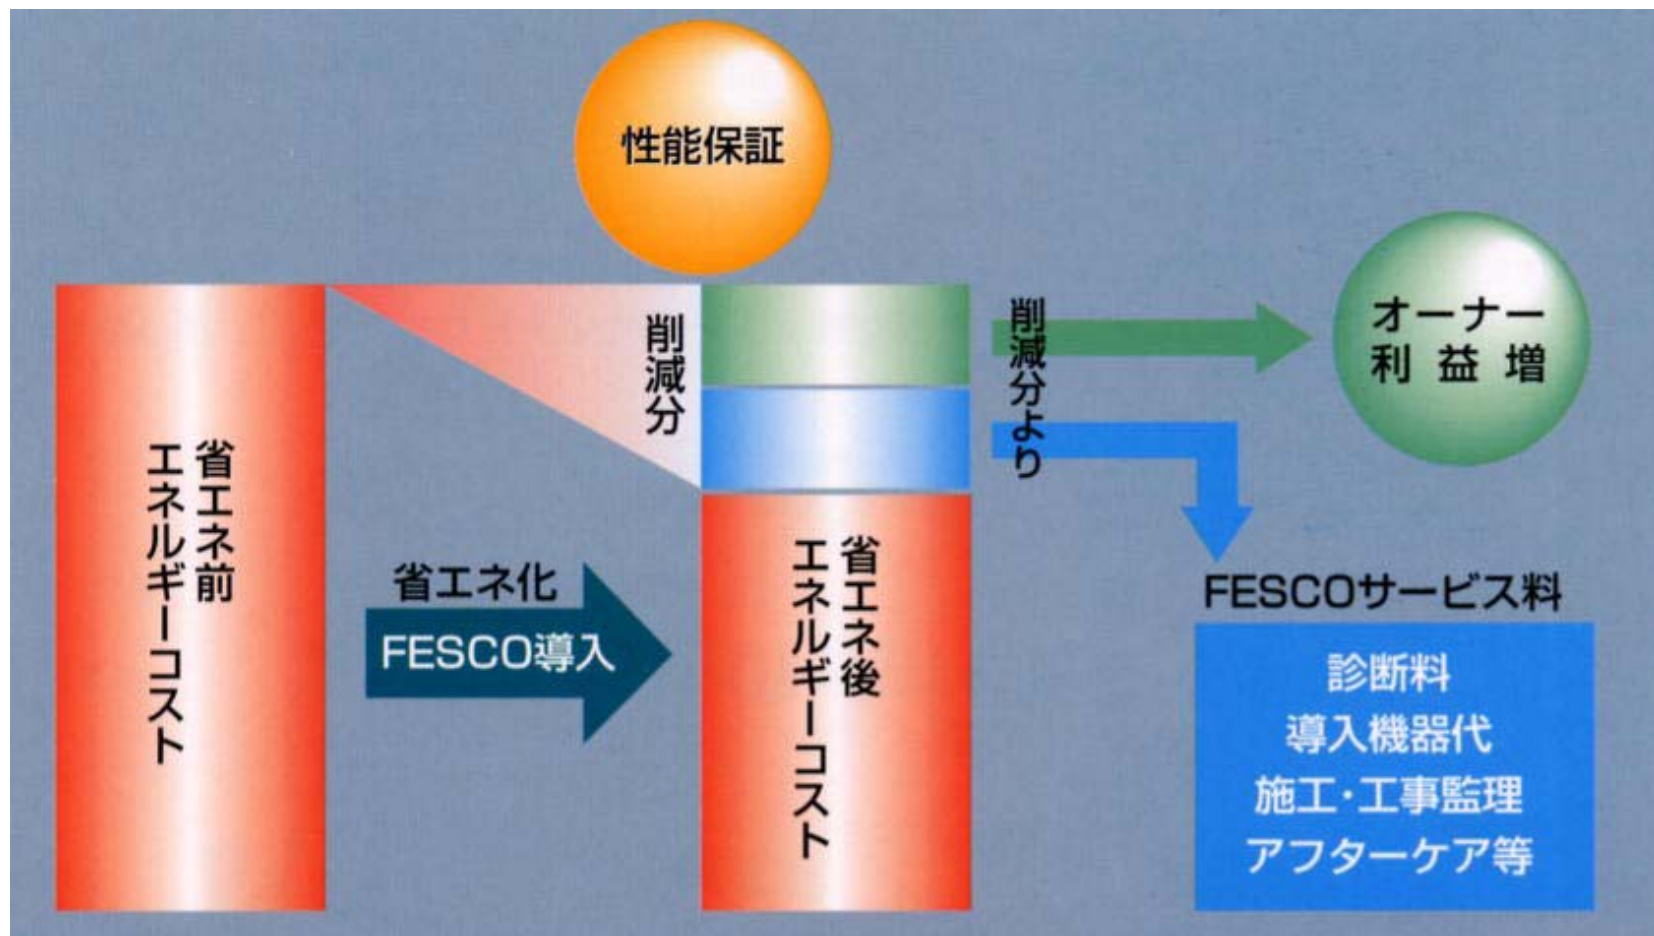 性能保証
省エネ前
エネルギーコスト
省エネ化
FESCO導入
削減分
省エネ後
エネルギーコスト
削減分より
オーナー
利益増
FESCOサービス料
診断料
導入機器代
施工・工事監理
アフターケア等